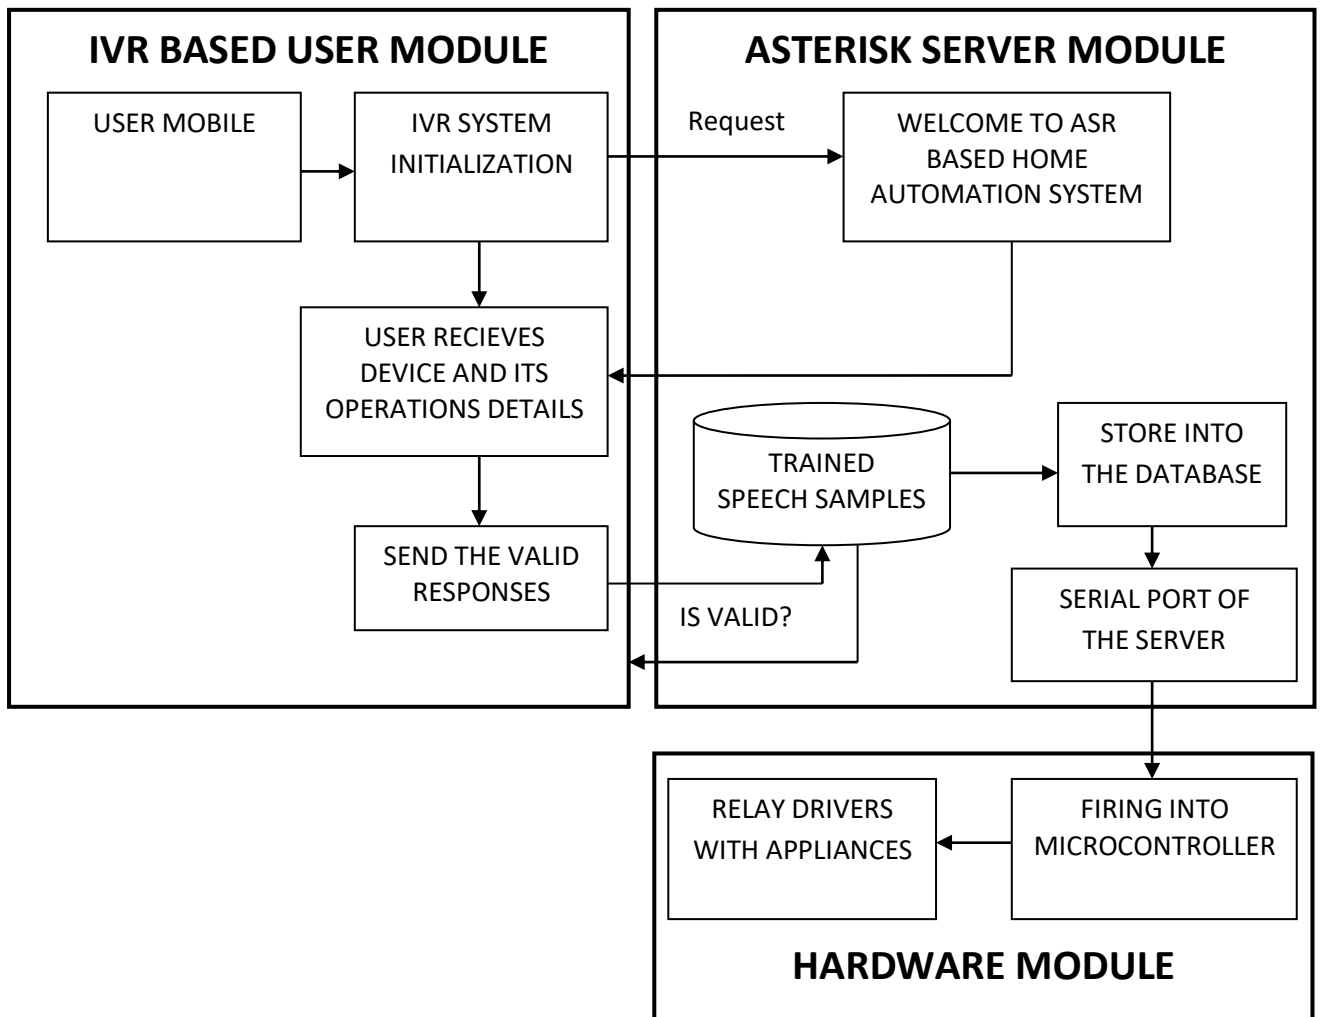 IVR BASED USER MODULE
USER MOBILE
IVR SYSTEM
INITIALIZATION
USER RECIEVES
DEVICE AND ITS
OPERATIONS DETAILS
SEND THE VALID
RESPONSES
Request
ASTERISK SERVER MODULE
WELCOME TO ASR
BASED HOME
AUTOMATION SYSTEM
TRAINED
SPEECH SAMPLES
IS VALID?
STORE INTO
THE DATABASE
SERIAL PORT OF
THE SERVER
RELAY DRIVERS
WITH APPLIANCES
FIRING INTO
MICROCONTROLLER
HARDWARE MODULE